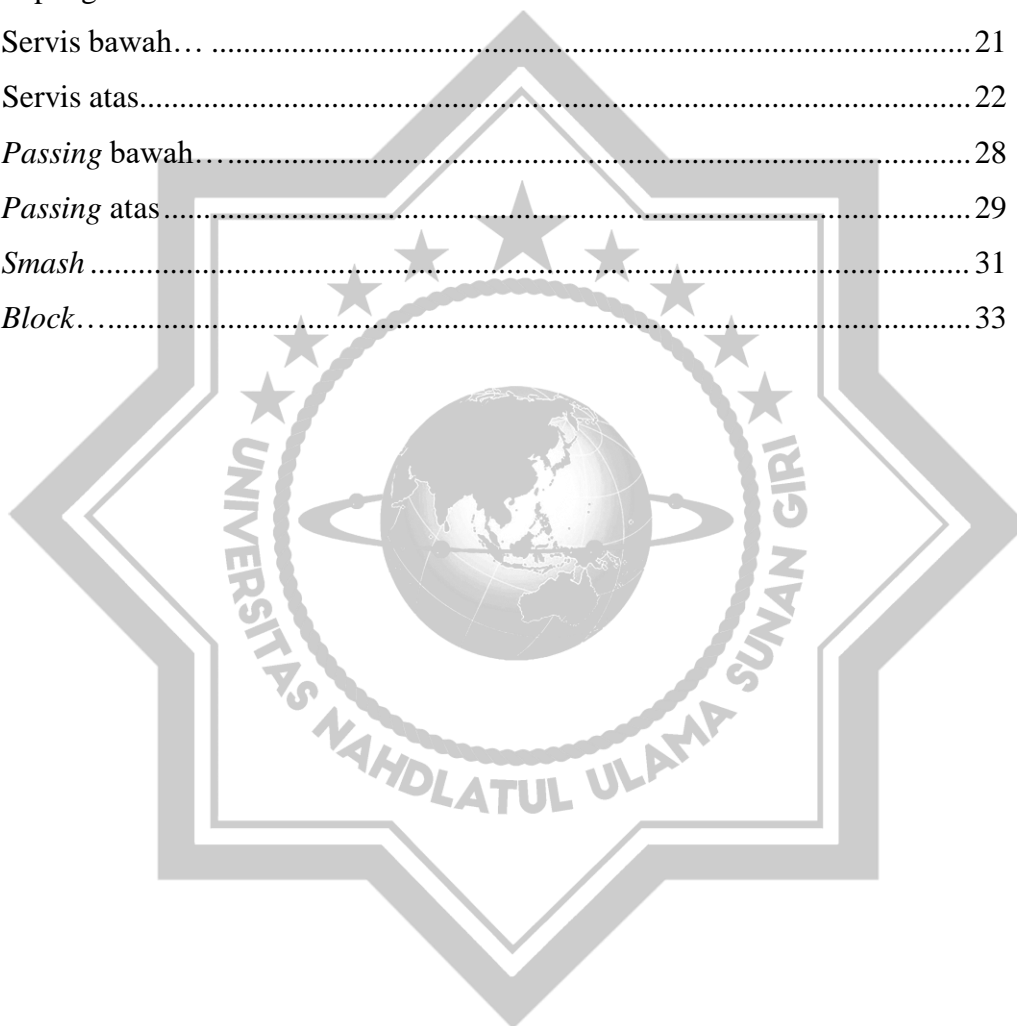 Servis bawah… ........................................................................................... 21
Servis atas.................................................................................................... 22
Passing bawah… ......................................................................................... 28
Passing atas ................................................................................................. 29
Smash .......................................................................................................... 31
Block…........................................................................................................ 33
UNIVERSITAS NAHDLATUL ULAMA SUNAN GIRI